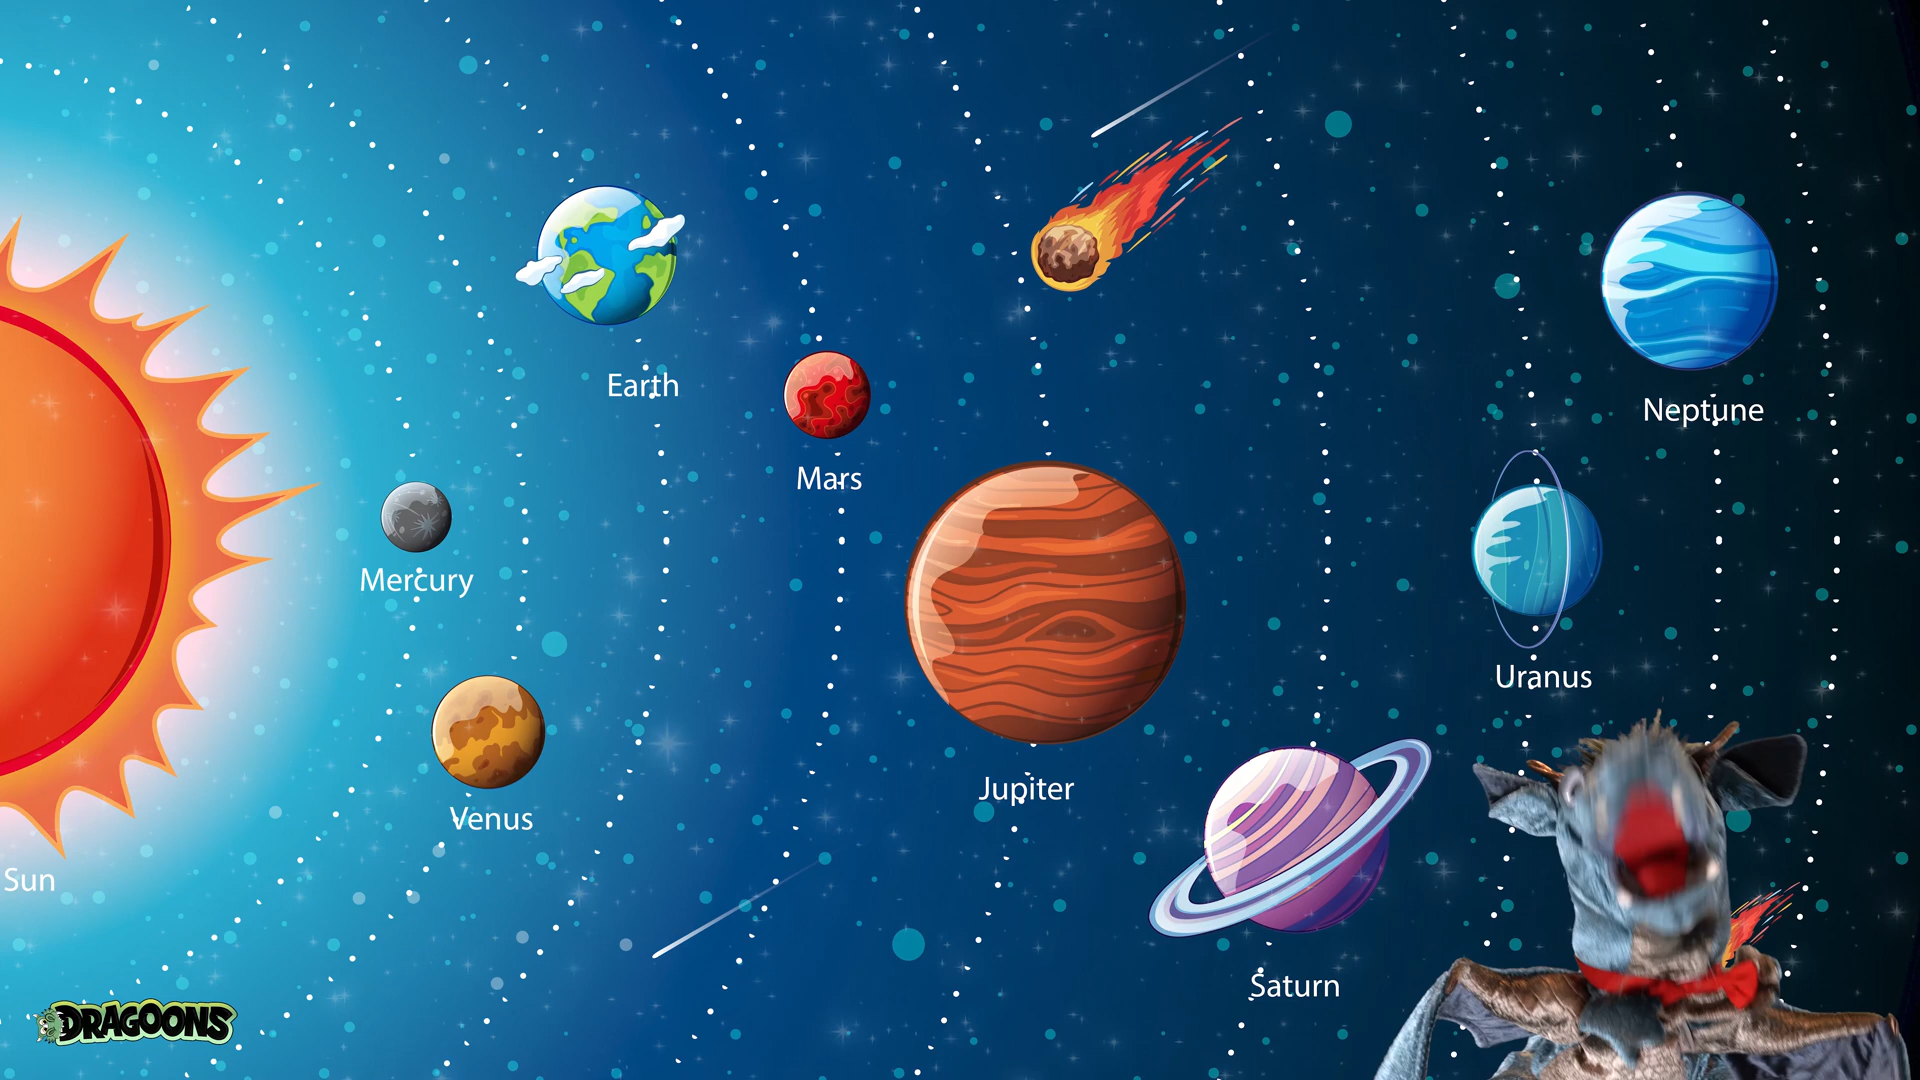 Earth
Neptune
Mars
Mercury
Uranus
Jupiter
Venus
Sun
Saturn
DRAGOONS